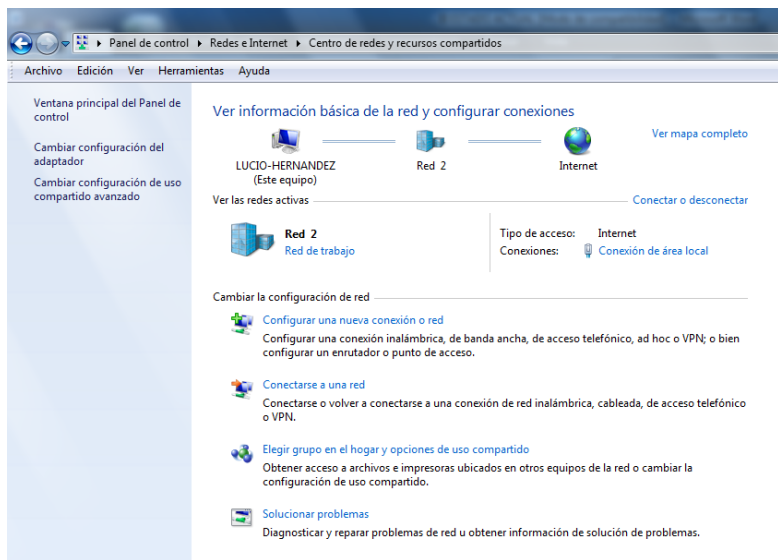 Panel de control ▸ Redes e Internet ▸ Centro de redes y recursos compartidos
Archivo Edición Ver Herramientas Ayuda
Ventana principal del Panel de
control
Cambiar configuración del
adaptador
Cambiar configuración de uso
compartido avanzado
Ver información básica de la red y configurar conexiones
Ver mapa completo
LUCIO-HERNANDEZ
(Este equipo)
Red 2
Internet
Ver las redes activas
Conectar o desconectar
Red 2
Red de trabajo
Tipo de acceso: Internet
Conexiones: Conexión de área local
Cambiar la configuración de red
Configurar una nueva conexión o red
Configurar una conexión inalámbrica, de banda ancha, de acceso telefónico, ad hoc o VPN; o bien
configurar un enrutador o punto de acceso.
Conectarse a una red
Conectarse o volver a conectarse a una conexión de red inalámbrica, cableada, de acceso telefónico
o VPN.
Elegir grupo en el hogar y opciones de uso compartido
Obtener acceso a archivos e impresoras ubicados en otros equipos de la red o cambiar la
configuración de uso compartido.
Solucionar problemas
Diagnosticar y reparar problemas de red u obtener información de solución de problemas.